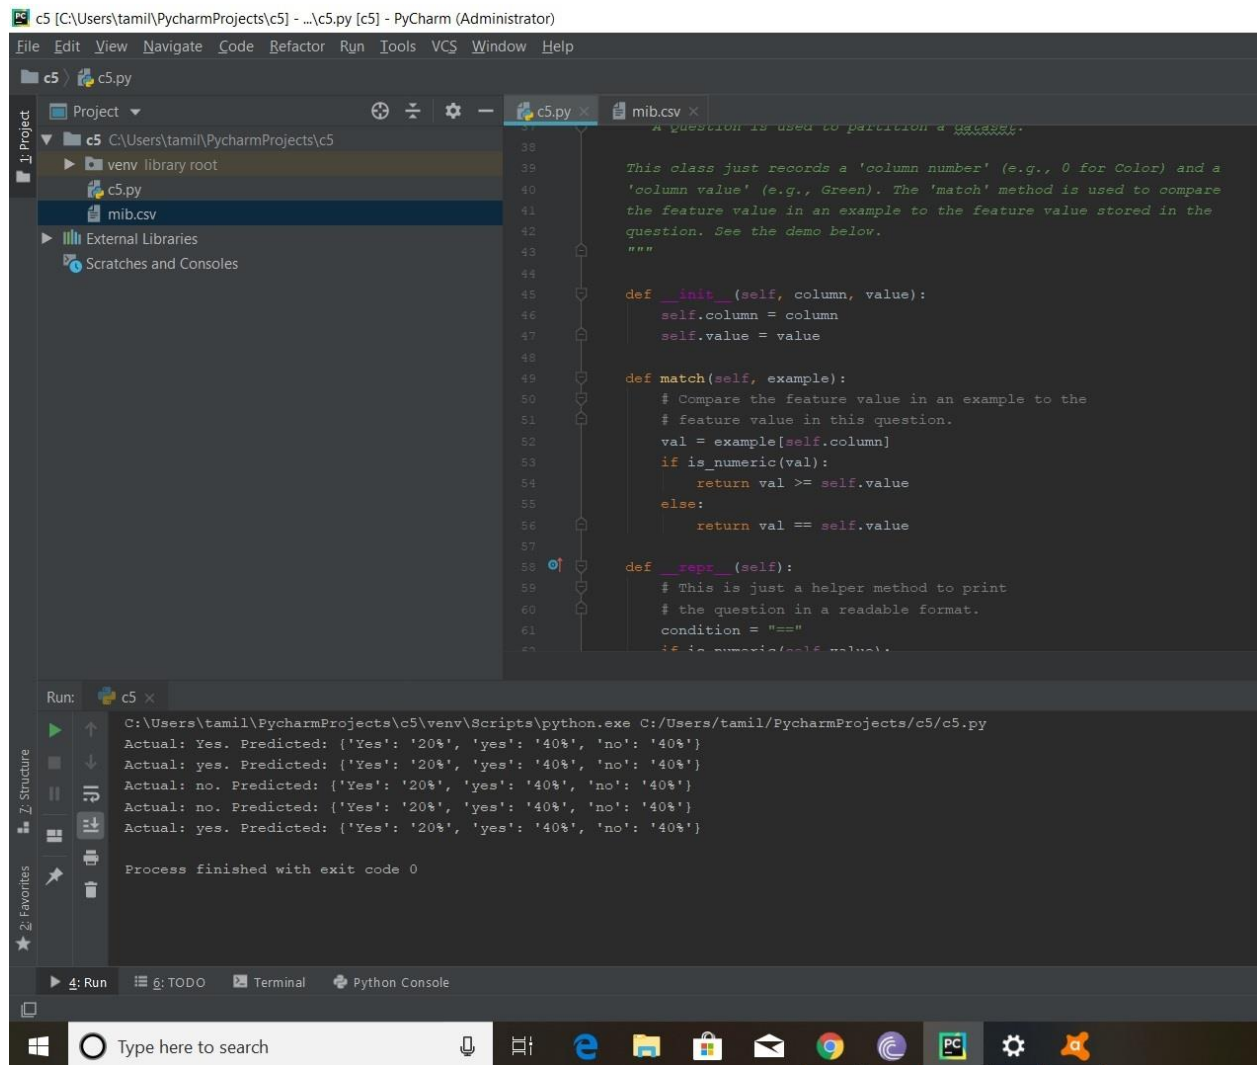 c5 [C:\Users\tamil\PycharmProjects\c5] - ...\c5.py [c5] - PyCharm (Administrator)
File Edit View Navigate Code Refactor Run Tools VCS Window Help
c5 c5.py
1: Project
Project
c5.py
mib.csv
c5 C:\Users\tamil\PycharmProjects\c5
venv library root
c5.py
mib.csv
External Libraries
Scratches and Consoles
37 A Question is used to partition a dataset.
38
39 This class just records a 'column number' (e.g., 0 for Color) and a
40 'column value' (e.g., Green). The 'match' method is used to compare
41 the feature value in an example to the feature value stored in the
42 question. See the demo below.
43 """
44
45 def __init__(self, column, value):
46 self.column = column
47 self.value = value
48
49 def match(self, example):
50 # Compare the feature value in an example to the
51 # feature value in this question.
52 val = example[self.column]
53 if is_numeric(val):
54 return val >= self.value
55 else:
56 return val == self.value
57
58 def __repr__(self):
59 # This is just a helper method to print
60 # the question in a readable format.
61 condition = "=="
62 if is_numeric(self.value):
Run: c5
C:\Users\tamil\PycharmProjects\c5\venv\Scripts\python.exe C:/Users/tamil/PycharmProjects/c5/c5.py
Actual: Yes. Predicted: {'Yes': '20%', 'yes': '40%', 'no': '40%'}
Actual: yes. Predicted: {'Yes': '20%', 'yes': '40%', 'no': '40%'}
Actual: no. Predicted: {'Yes': '20%', 'yes': '40%', 'no': '40%'}
Actual: no. Predicted: {'Yes': '20%', 'yes': '40%', 'no': '40%'}
Actual: yes. Predicted: {'Yes': '20%', 'yes': '40%', 'no': '40%'}
Process finished with exit code 0
7: Structure
2: Favorites
4: Run 6: TODO Terminal Python Console
Type here to search
PC